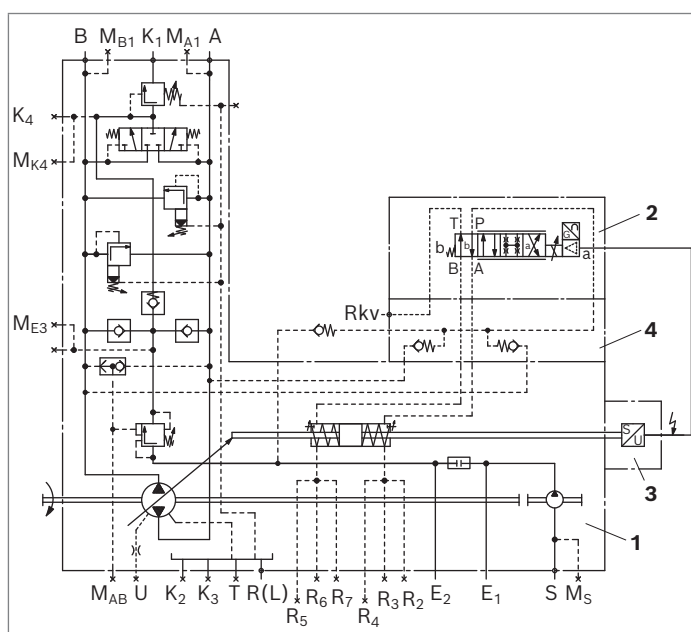 B M_B1 K_1 M_A1 A
K_4
M_K4
T P
2
b b a a
G
B A
Rkv
M_E3
4
S
U
3
1
M_AB U K_2 K_3 T R(L) R_5 R_6 R_7 R_4 R_3 R_2 E_2 E_1 S M_S